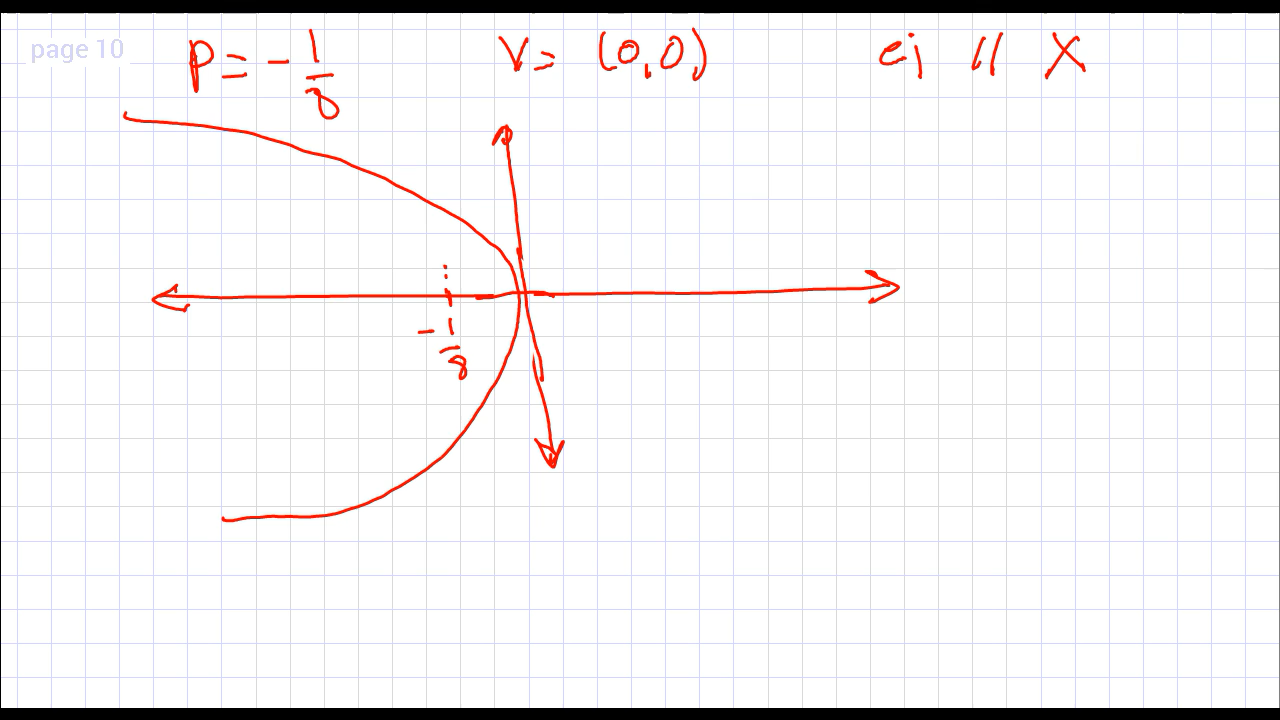 page 10
P = - 1/8 V = (0,0) ej // X
- 1/8